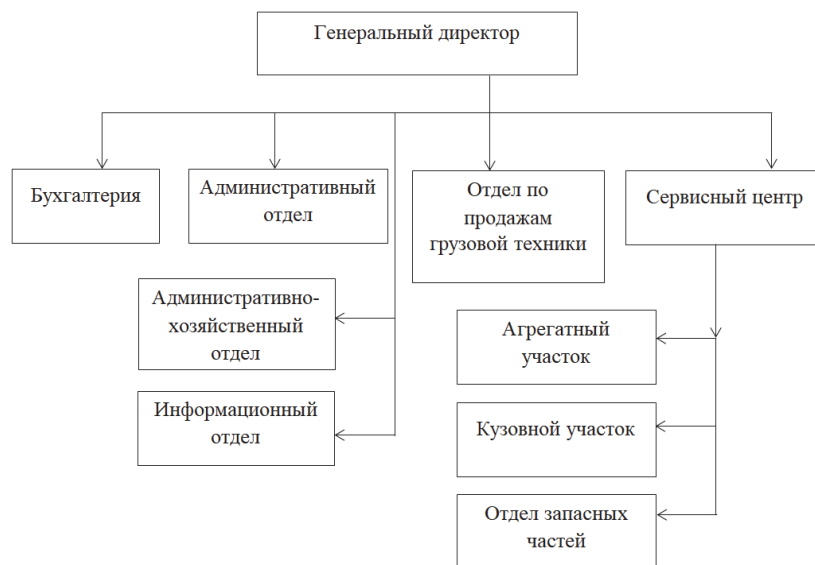 Генеральный директор
Бухгалтерия
Административный
отдел
Отдел по
продажам
грузовой техники
Сервисный центр
Административно-
хозяйственный
отдел
Агрегатный
участок
Информационный
отдел
Кузовной участок
Отдел запасных
частей